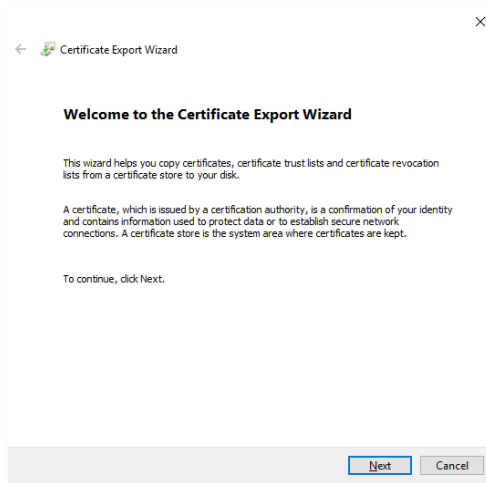 Certificate Export Wizard
Welcome to the Certificate Export Wizard
This wizard helps you copy certificates, certificate trust lists and certificate revocation
lists from a certificate store to your disk.
A certificate, which is issued by a certification authority, is a confirmation of your identity
and contains information used to protect data or to establish secure network
connections. A certificate store is the system area where certificates are kept.
To continue, click Next.
Next
Cancel